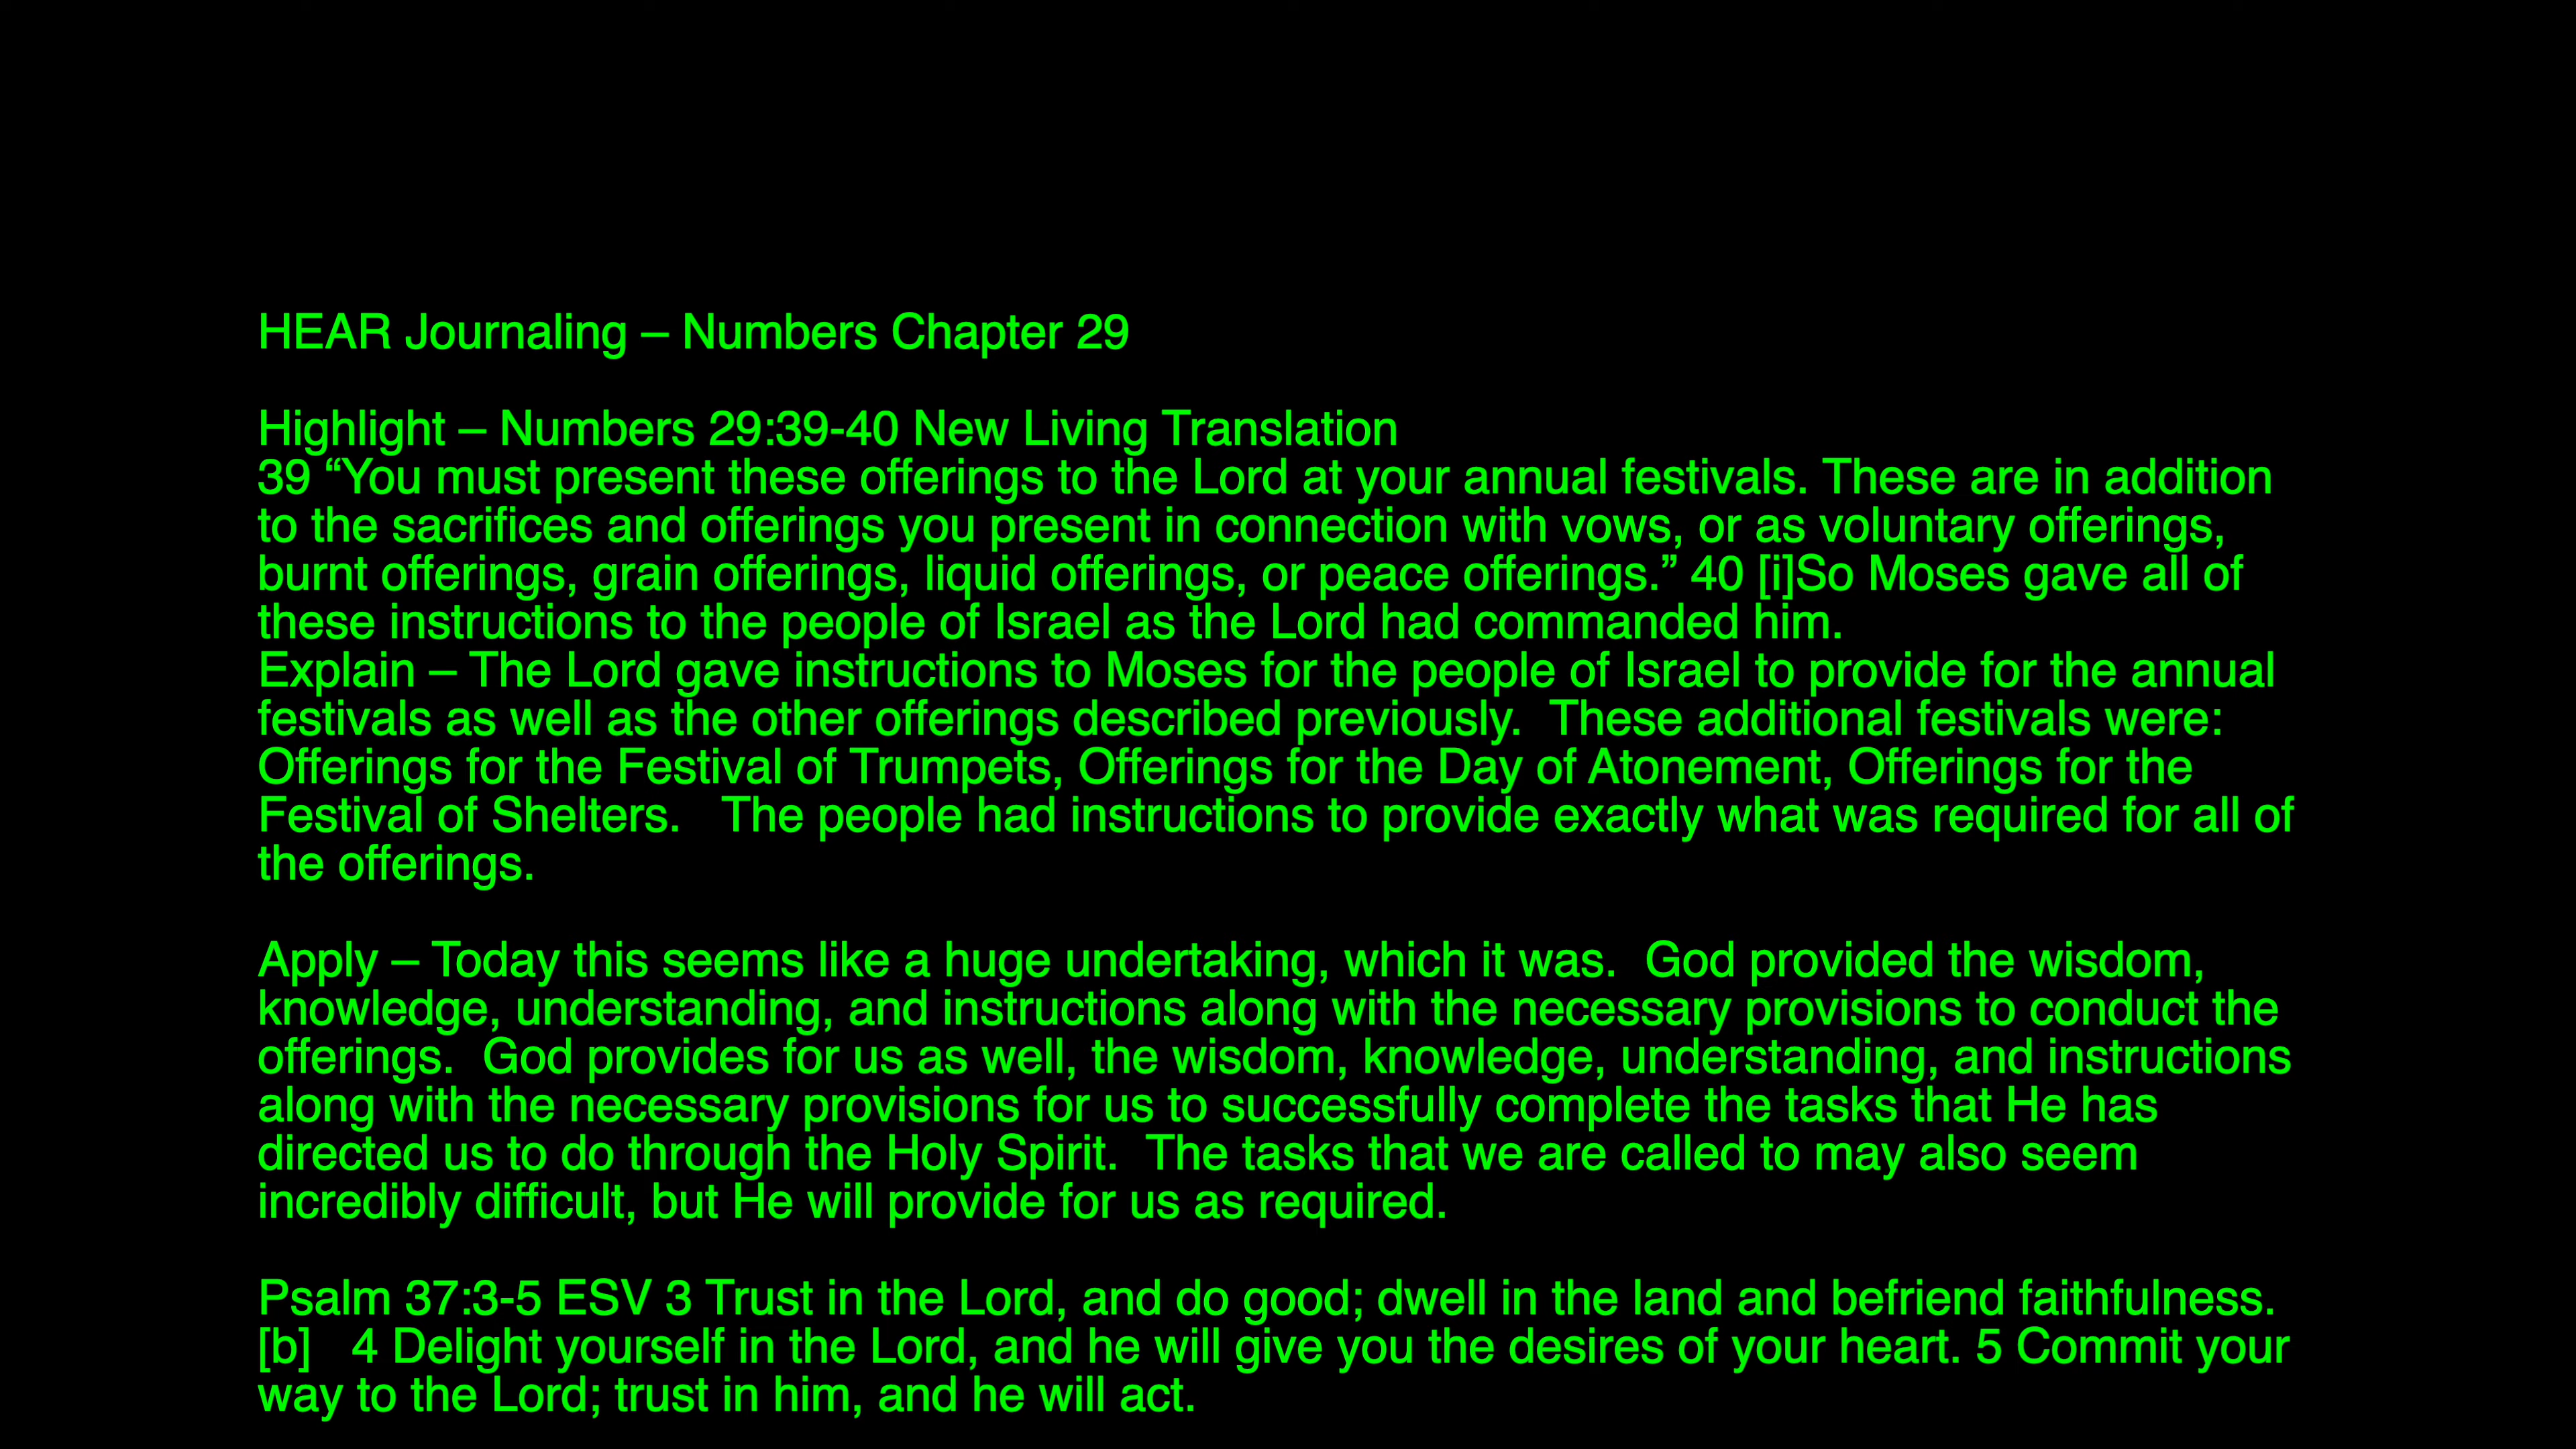 HEAR Journaling – Numbers Chapter 29
Highlight – Numbers 29:39-40 New Living Translation
39 “You must present these offerings to the Lord at your annual festivals. These are in addition
to the sacrifices and offerings you present in connection with vows, or as voluntary offerings,
burnt offerings, grain offerings, liquid offerings, or peace offerings.” 40 [i]So Moses gave all of
these instructions to the people of Israel as the Lord had commanded him.
Explain – The Lord gave instructions to Moses for the people of Israel to provide for the annual
festivals as well as the other offerings described previously.  These additional festivals were:
Offerings for the Festival of Trumpets, Offerings for the Day of Atonement, Offerings for the
Festival of Shelters.   The people had instructions to provide exactly what was required for all of
the offerings.
Apply – Today this seems like a huge undertaking, which it was.  God provided the wisdom,
knowledge, understanding, and instructions along with the necessary provisions to conduct the
offerings.  God provides for us as well, the wisdom, knowledge, understanding, and instructions
along with the necessary provisions for us to successfully complete the tasks that He has
directed us to do through the Holy Spirit.  The tasks that we are called to may also seem
incredibly difficult, but He will provide for us as required.
Psalm 37:3-5 ESV 3 Trust in the Lord, and do good; dwell in the land and befriend faithfulness.
[b]   4 Delight yourself in the Lord, and he will give you the desires of your heart. 5 Commit your
way to the Lord; trust in him, and he will act.